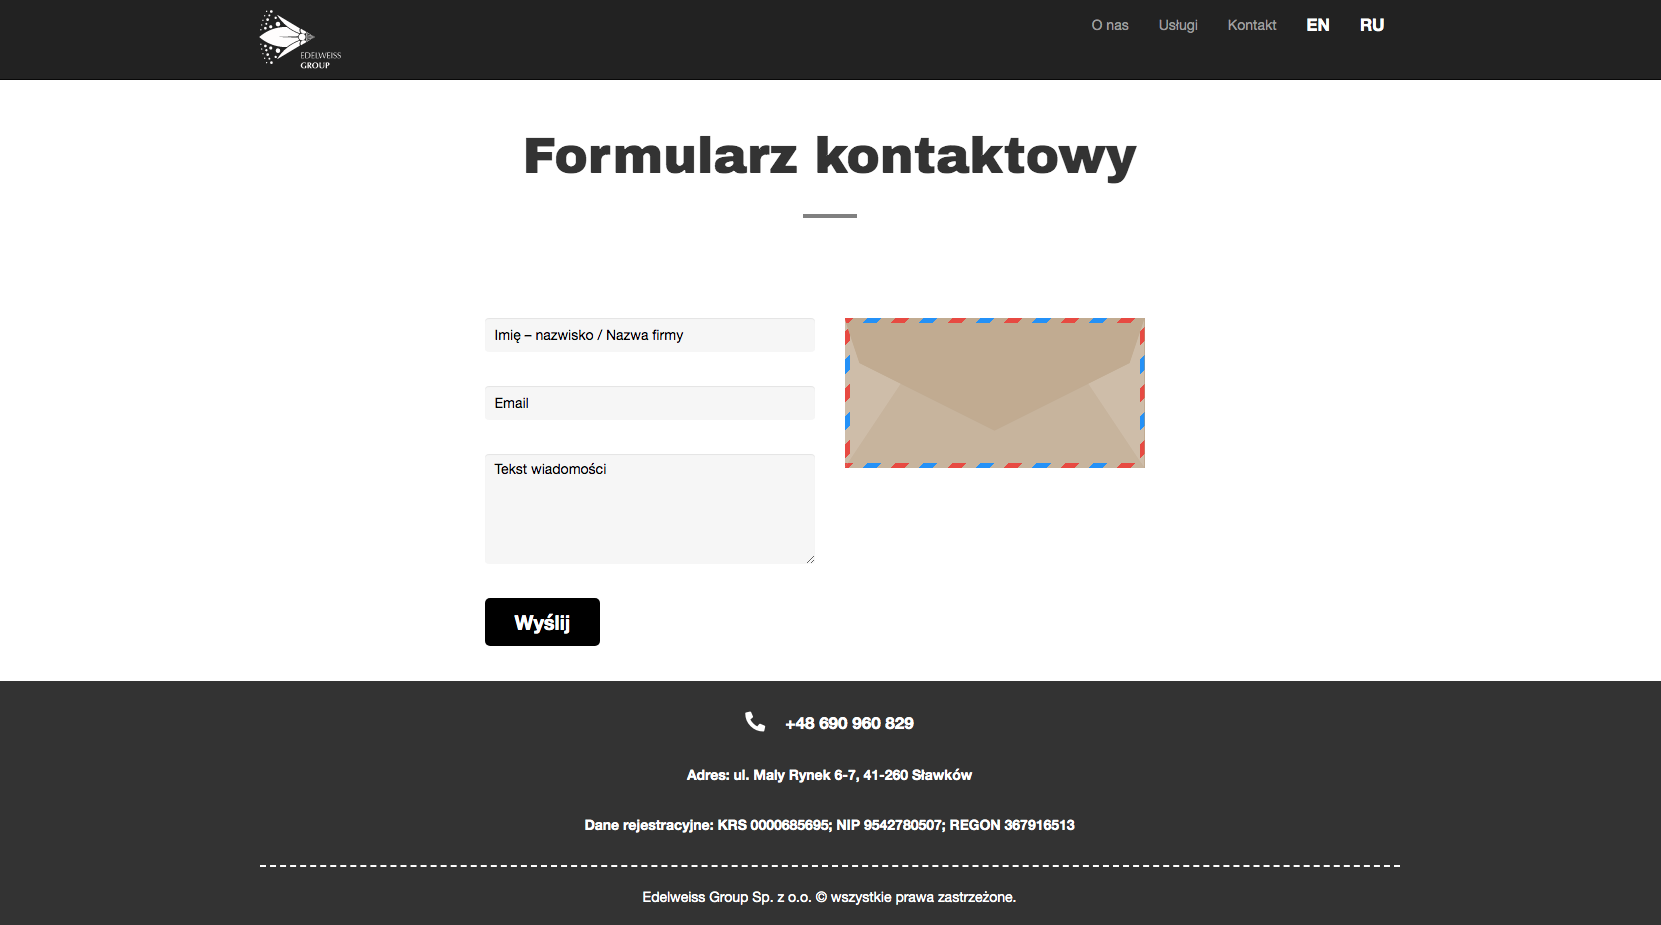 EDELWEISS
GROUP
O nas
Usługi
Kontakt
EN
RU
Formularz kontaktowy
Imię – nazwisko / Nazwa firmy
Email
Tekst wiadomości
Wyślij
+48 690 960 829
Adres: ul. Maly Rynek 6-7, 41-260 Sławków
Dane rejestracyjne: KRS 0000685695; NIP 9542780507; REGON 367916513
Edelweiss Group Sp. z o.o. © wszystkie prawa zastrzeżone.